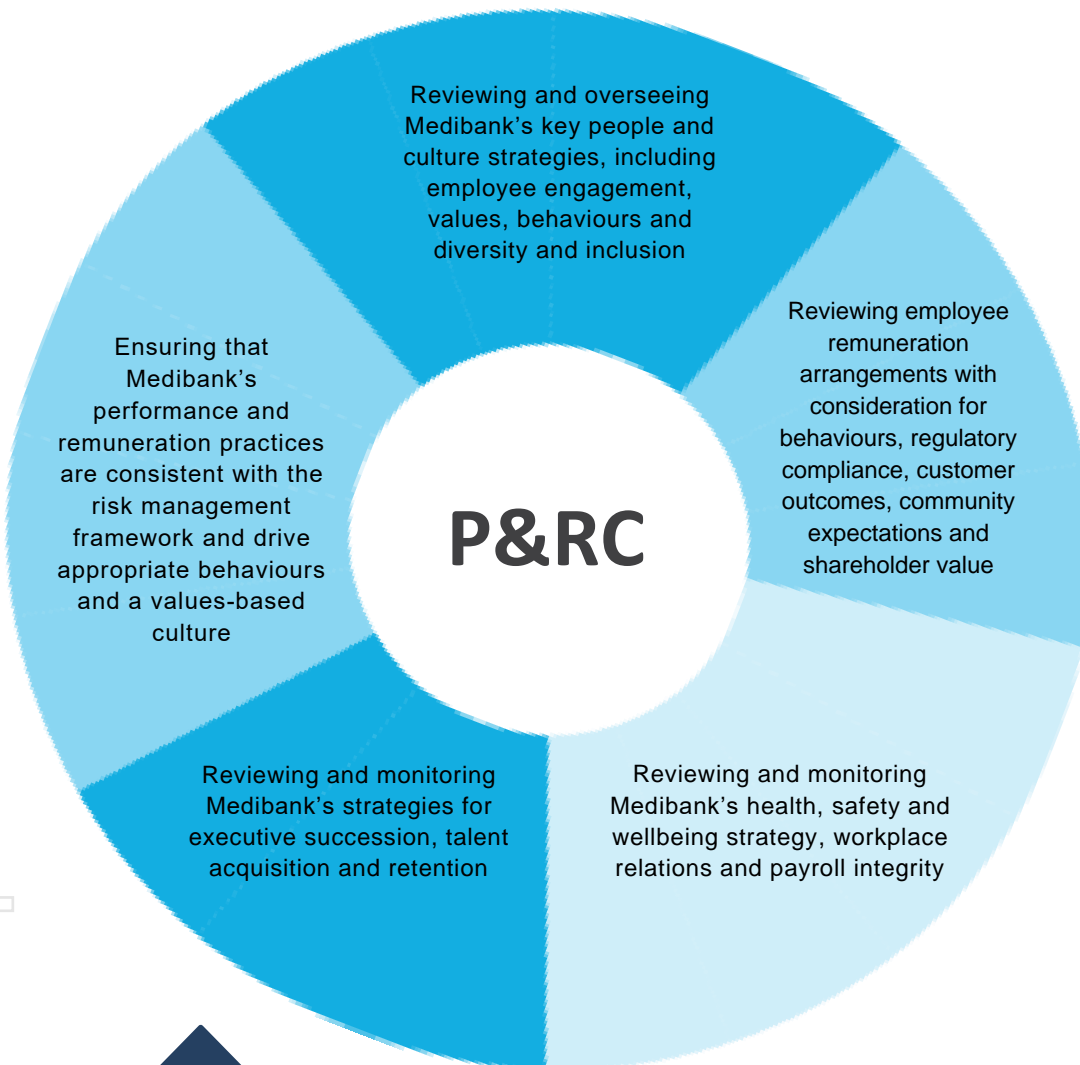 Reviewing and overseeing
Medibank’s key people and
culture strategies, including
employee engagement,
values, behaviours and
diversity and inclusion
Reviewing employee
remuneration
arrangements with
consideration for
behaviours, regulatory
compliance, customer
outcomes, community
expectations and
shareholder value
Ensuring that
Medibank’s
performance and
remuneration practices
are consistent with the
risk management
framework and drive
appropriate behaviours
and a values-based
culture
P&RC
Reviewing and monitoring
Medibank’s strategies for
executive succession, talent
acquisition and retention
Reviewing and monitoring
Medibank’s health, safety and
wellbeing strategy, workplace
relations and payroll integrity